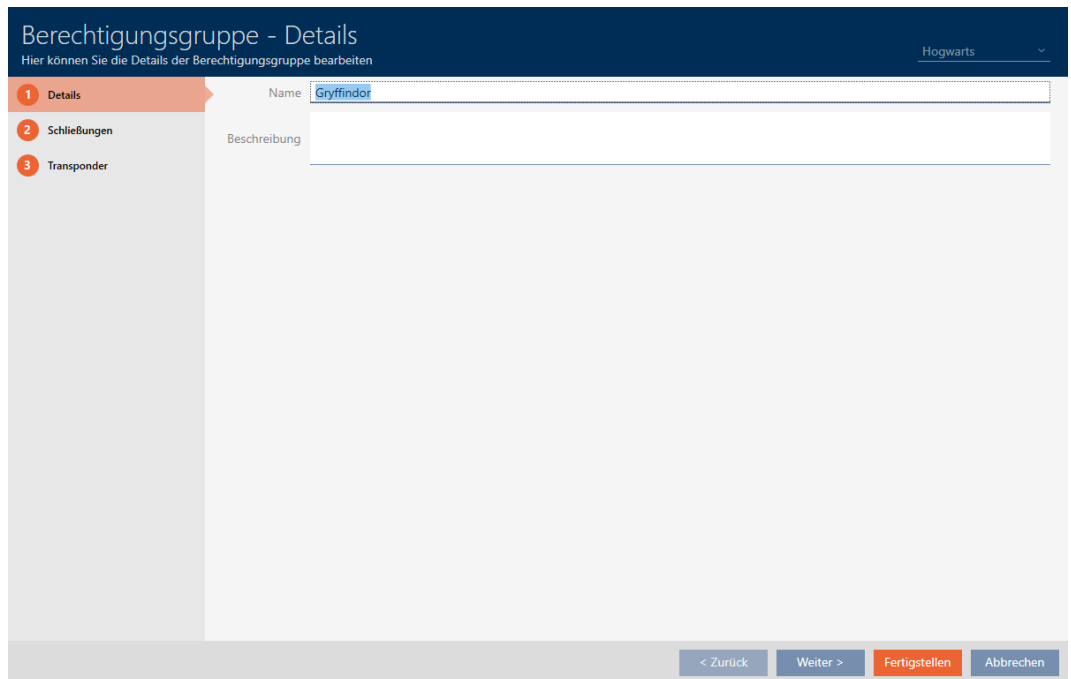 Berechtigungsgruppe - Details
Hier können Sie die Details der Berechtigungsgruppe bearbeiten
Hogwarts
1 Details
2 Schließungen
3 Transponder
Name Gryffindor
Beschreibung
< Zurück Weiter > Fertigstellen Abbrechen